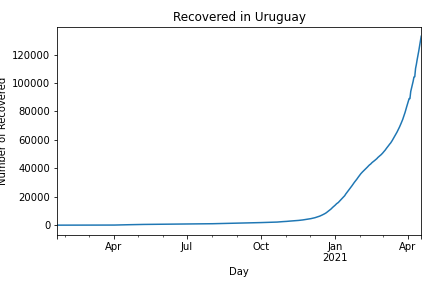 Recovered in Uruguay
Number of Recovered
120000
100000
80000
60000
40000
20000
0
Apr
Jul
Oct
Jan
2021
Apr
Day